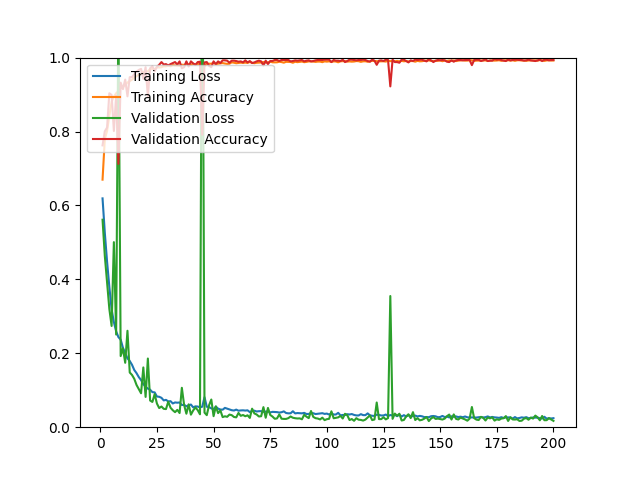 1.0
0.8
0.6
0.4
0.2
0.0
Training Loss
Training Accuracy
Validation Loss
Validation Accuracy
0 25 50 75 100 125 150 175 200